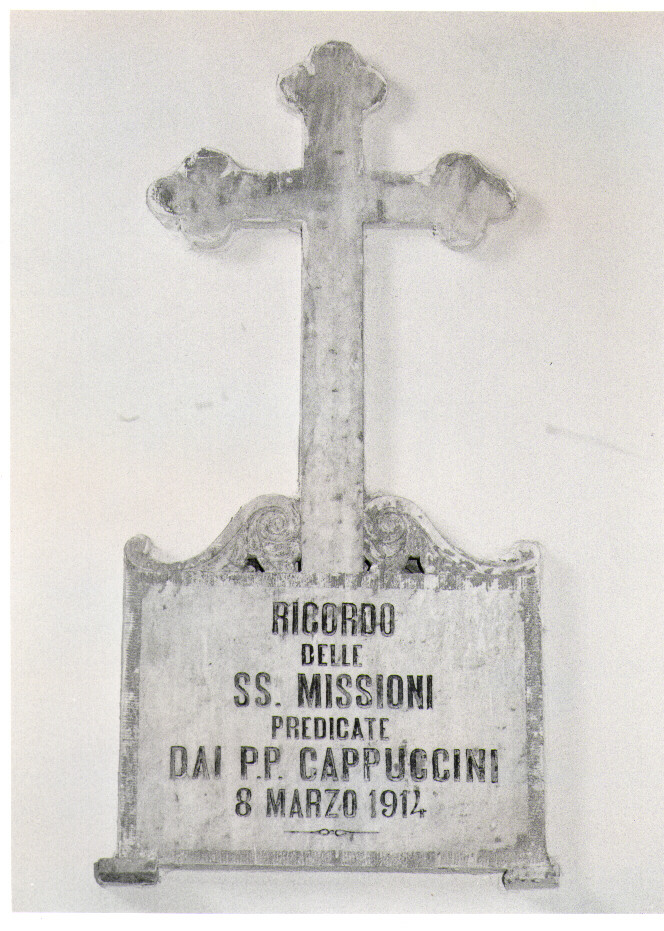 RICORDO
DELLE
SS. MISSIONI
PREDICATE
DAI P.P. CAPPUCCINI
8 MARZO 1914